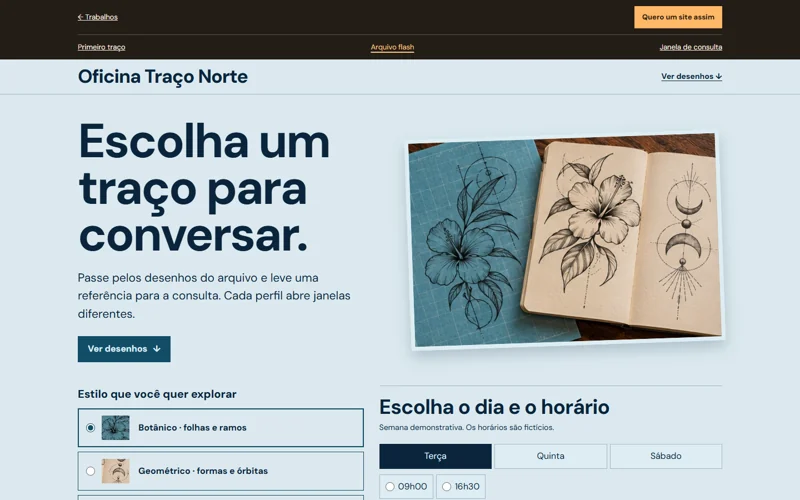 ← Trabalhos
Quero um site assim
Primeiro traço
Arquivo flash
Janela de consulta
Oficina Traço Norte
Ver desenhos ↓
Escolha um
traço para
conversar.
Passe pelos desenhos do arquivo e leve uma
referência para a consulta. Cada perfil abre janelas
diferentes.
Ver desenhos ↓
Estilo que você quer explorar
Botânico · folhas e ramos
Geométrico · formas e órbitas
Escolha o dia e o horário
Semana demonstrativa. Os horários são fictícios.
Terça
Quinta
Sábado
09h00
16h30